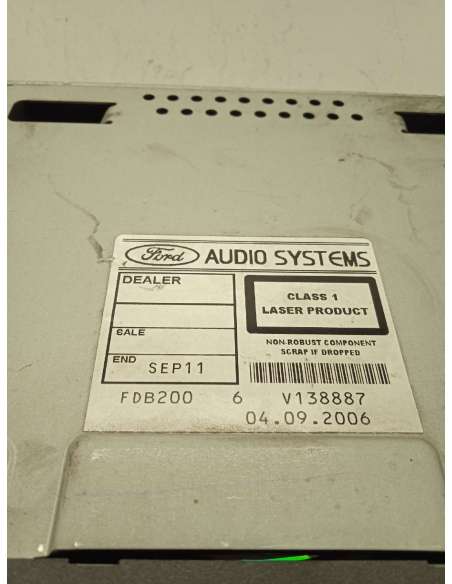 Ford AUDIO SYSTEMS
DEALER
SALE
END SEP11
CLASS 1
LASER PRODUCT
NON-ROBUST COMPONENT
SCRAP IF DROPPED
FDB200 6 V138887
04.09.2006